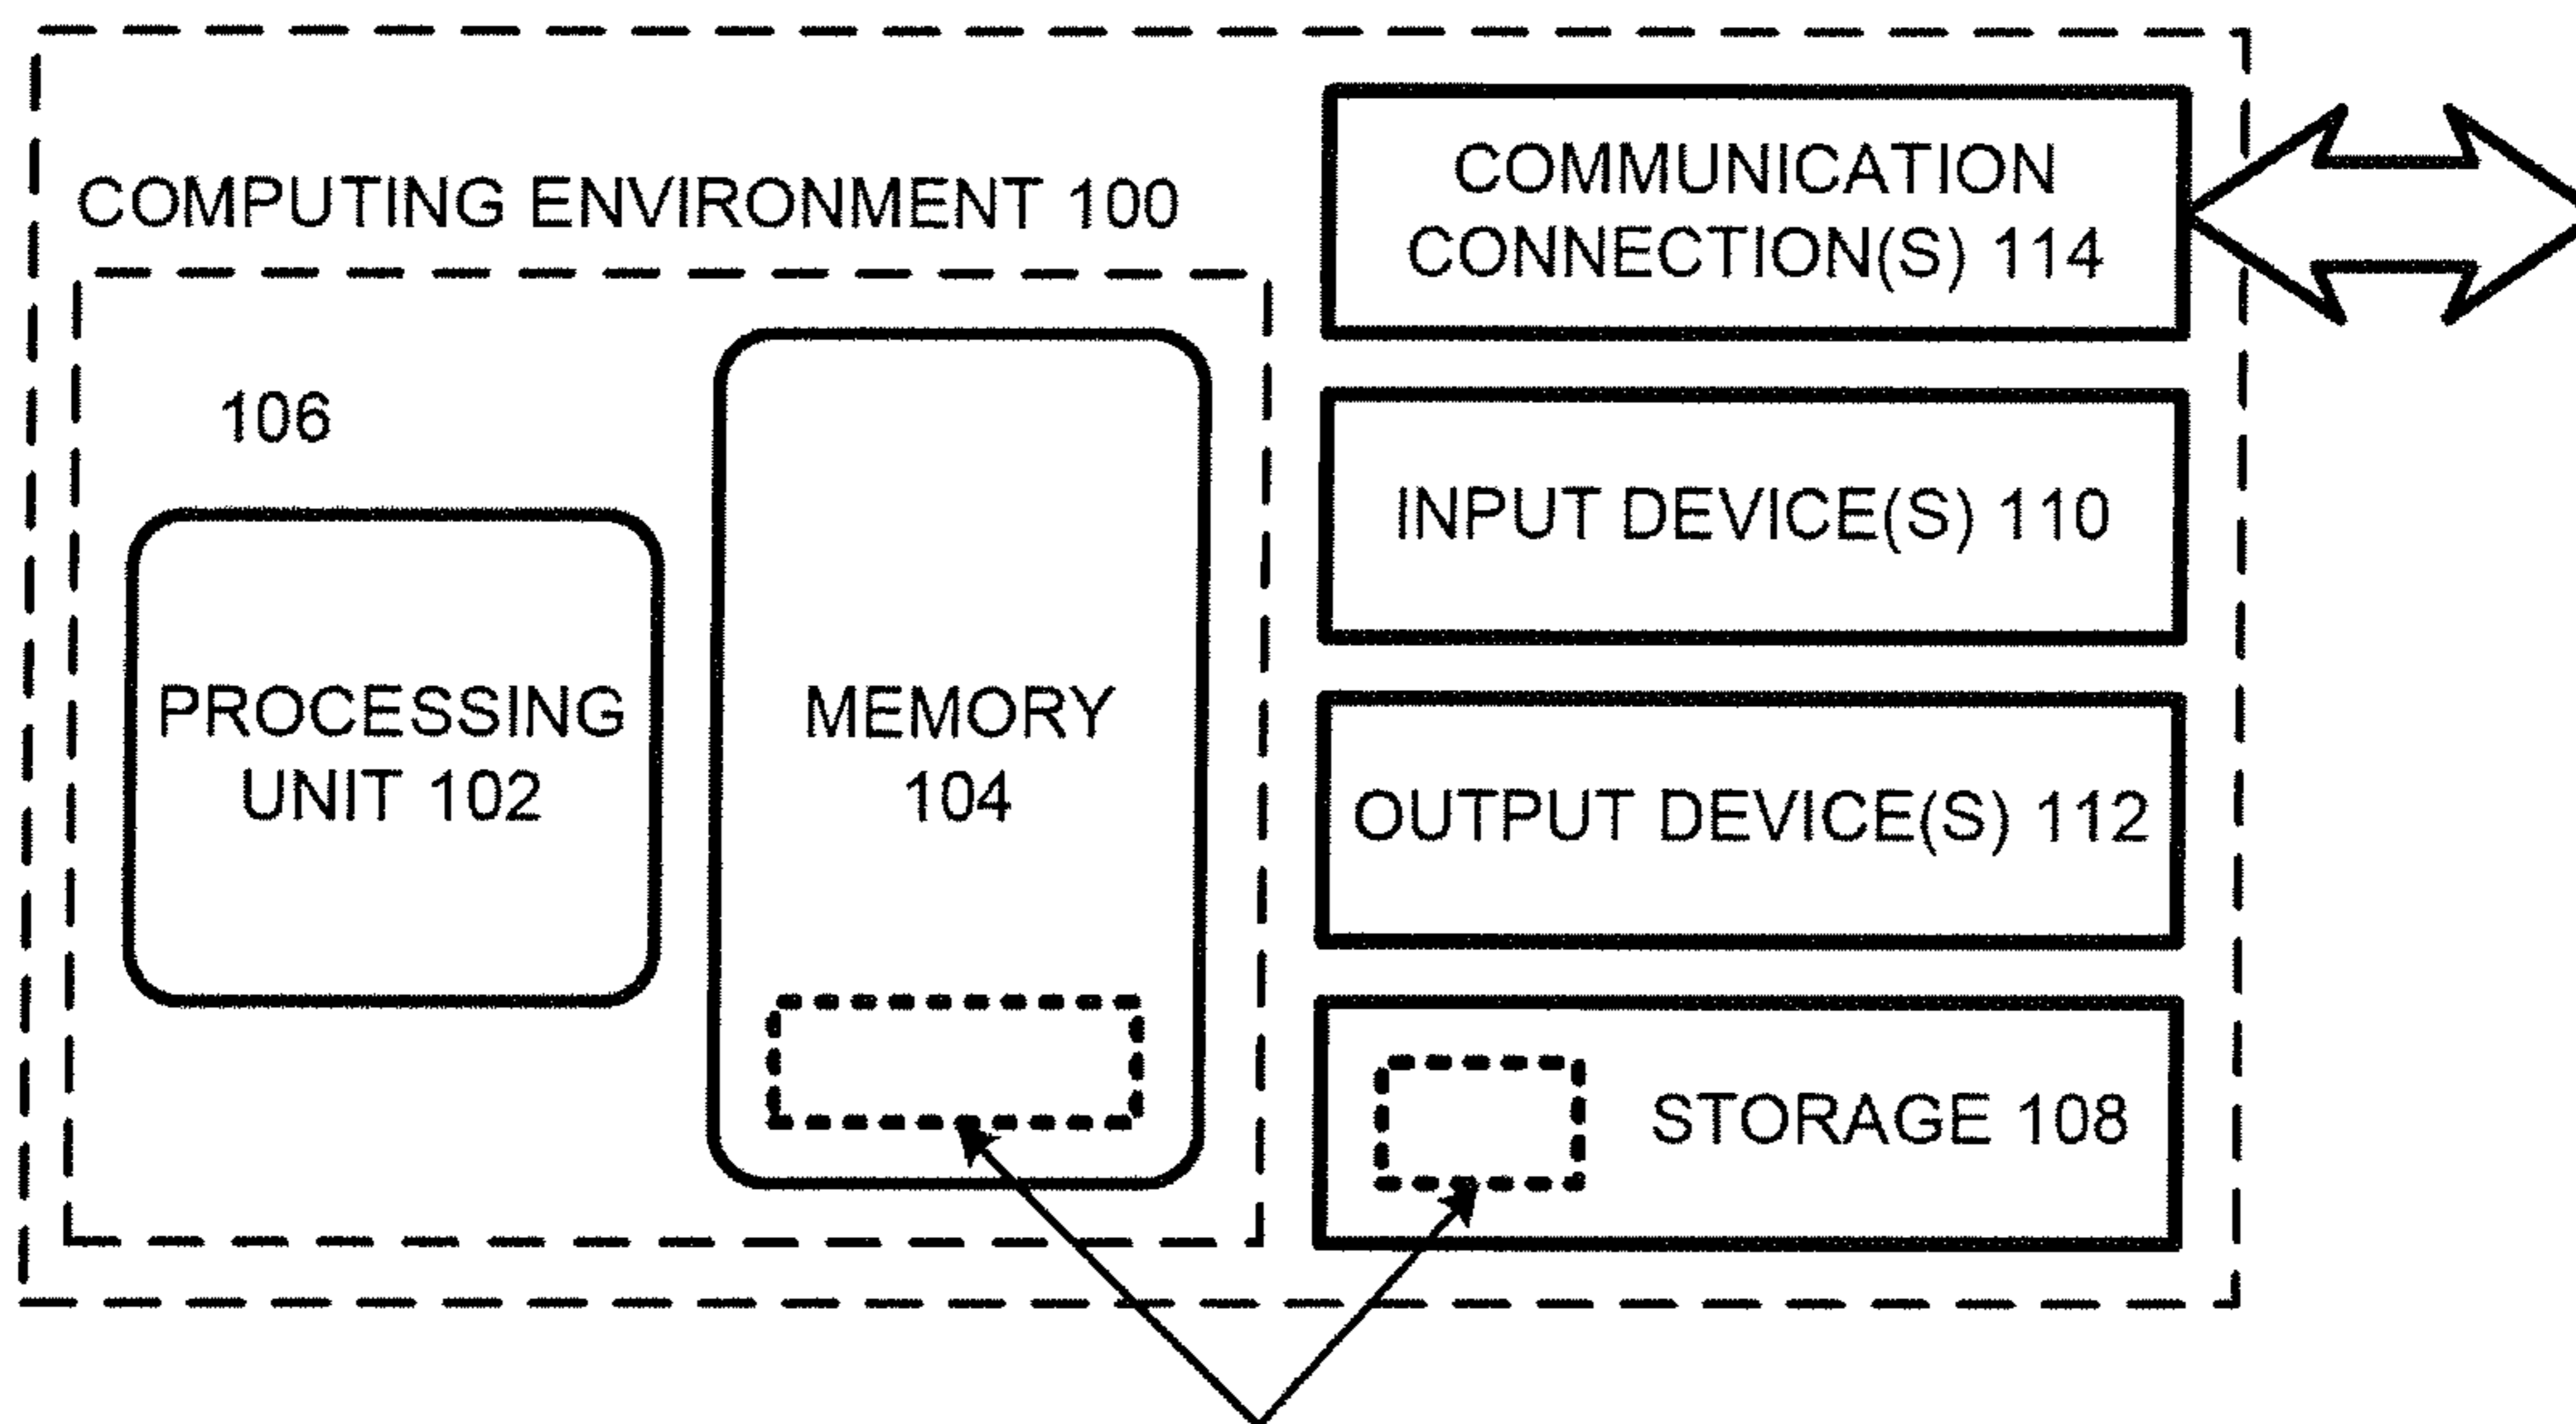 COMPUTING ENVIRONMENT 100
106
PROCESSING
UNIT 102
MEMORY
104
COMMUNICATION
CONNECTION(S) 114
INPUT DEVICE(S) 110
OUTPUT DEVICE(S) 112
STORAGE 108